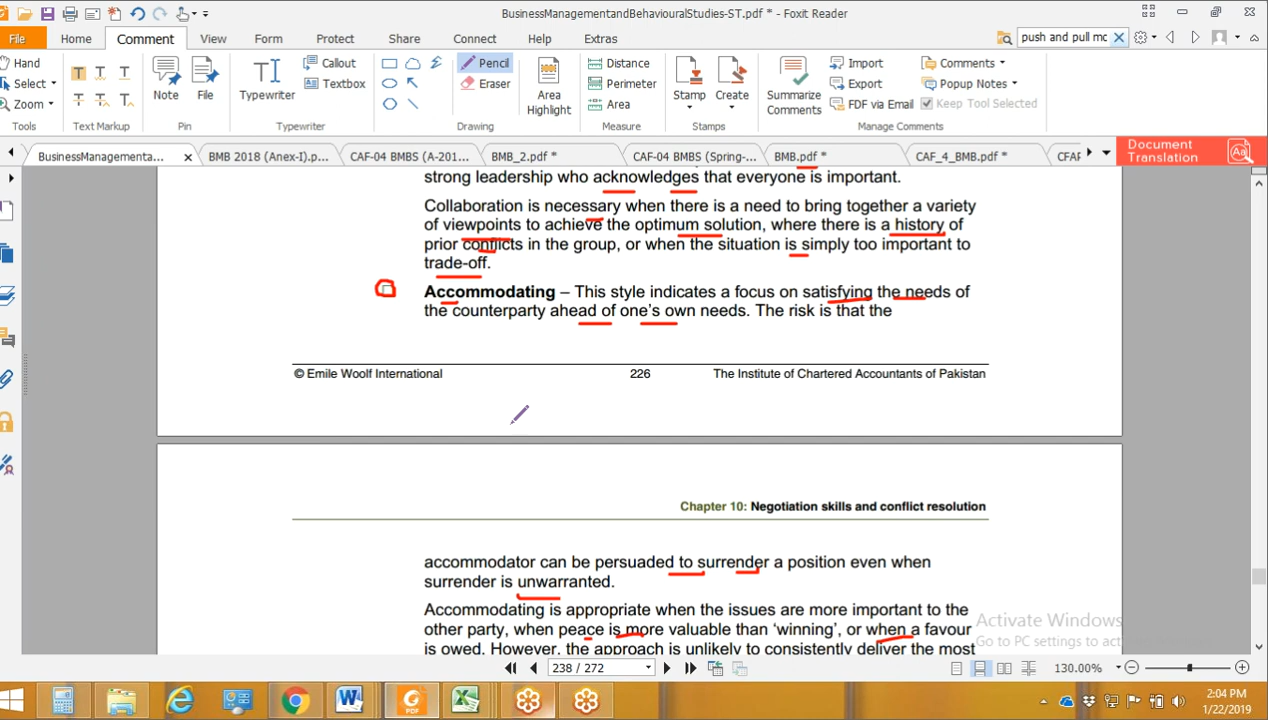 BusinessManagementandBehaviouralStudies-ST.pdf * - Foxit Reader
File Home Comment View Form Protect Share Connect Help Extras
push and pull mc
Hand
Select
Zoom
Tools
Text Markup
Note
File
Pin
Typewriter
Callout
Textbox
Typewriter
Pencil
Eraser
Area
Highlight
Drawing
Distance
Perimeter
Area
Measure
Stamp
Create
Stamps
Summarize
Comments
Import
Export
FDF via Email
Comments
Popup Notes
Keep Tool Selected
Manage Comments
BusinessManagementa... BMB 2018 (Anex-I).p... CAF-04 BMBS (A-201... BMB_2.pdf * CAF-04 BMBS (Spring-... BMB.pdf * CAF_4_BMB.pdf * CFAP
Document
Translation
strong leadership who acknowledges that everyone is important.
Collaboration is necessary when there is a need to bring together a variety
of viewpoints to achieve the optimum solution, where there is a history of
prior conflicts in the group, or when the situation is simply too important to
trade-off.
Accommodating – This style indicates a focus on satisfying the needs of
the counterparty ahead of one's own needs. The risk is that the
© Emile Woolf International 226 The Institute of Chartered Accountants of Pakistan
Chapter 10: Negotiation skills and conflict resolution
accommodator can be persuaded to surrender a position even when
surrender is unwarranted.
Accommodating is appropriate when the issues are more important to the
other party, when peace is more valuable than ‘winning’, or when a favour
is owed. However, the approach is unlikely to consistently deliver the most
Activate Windows
Go to PC settings to
238 / 272
130.00%
2:04 PM
1/22/2019